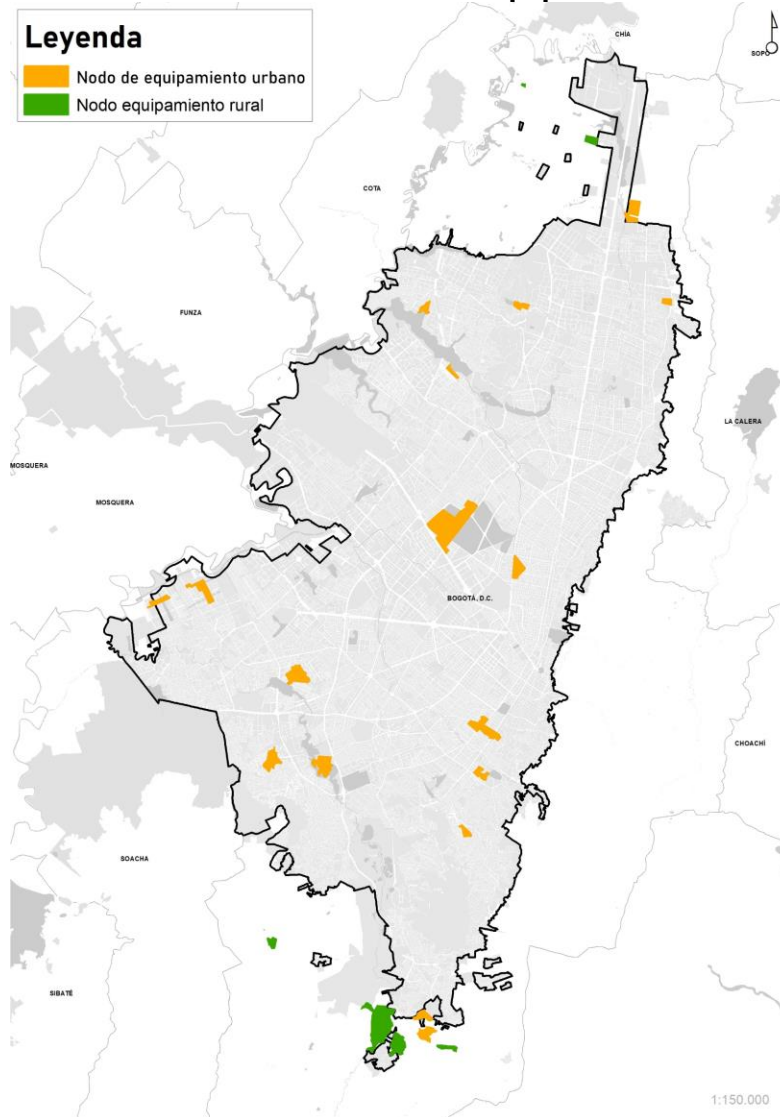 Leyenda
Nodo de equipamiento urbano
Nodo equipamiento rural
CHÍA
SOPÓ
COTA
FUNZA
LA CALERA
MOSQUERA
MOSQUERA
BOGOTÁ, D.C.
CHOACHÍ
SOACHA
SIBATÉ
1:150.000